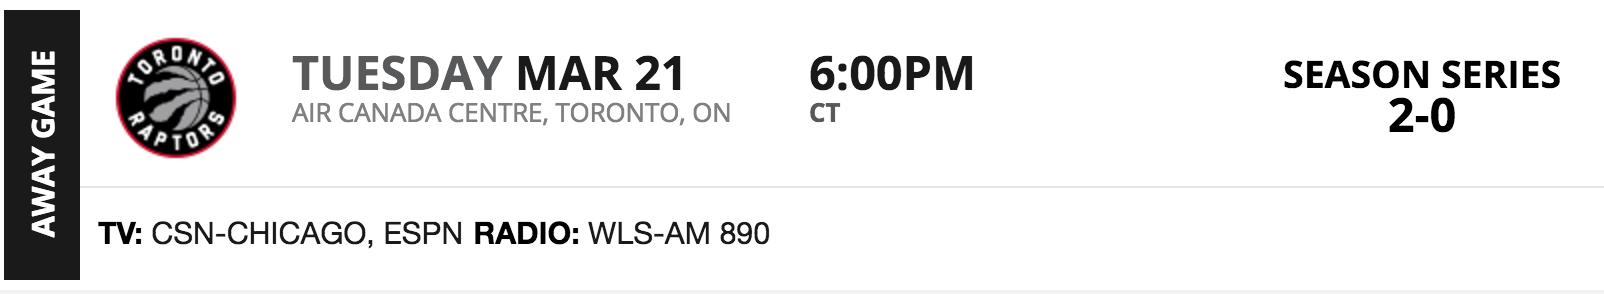 AWAY GAME
TORONTO
RAPTORS
TUESDAY MAR 21
AIR CANADA CENTRE, TORONTO, ON
6:00PM
CT
SEASON SERIES
2-0
TV: CSN-CHICAGO, ESPN RADIO: WLS-AM 890